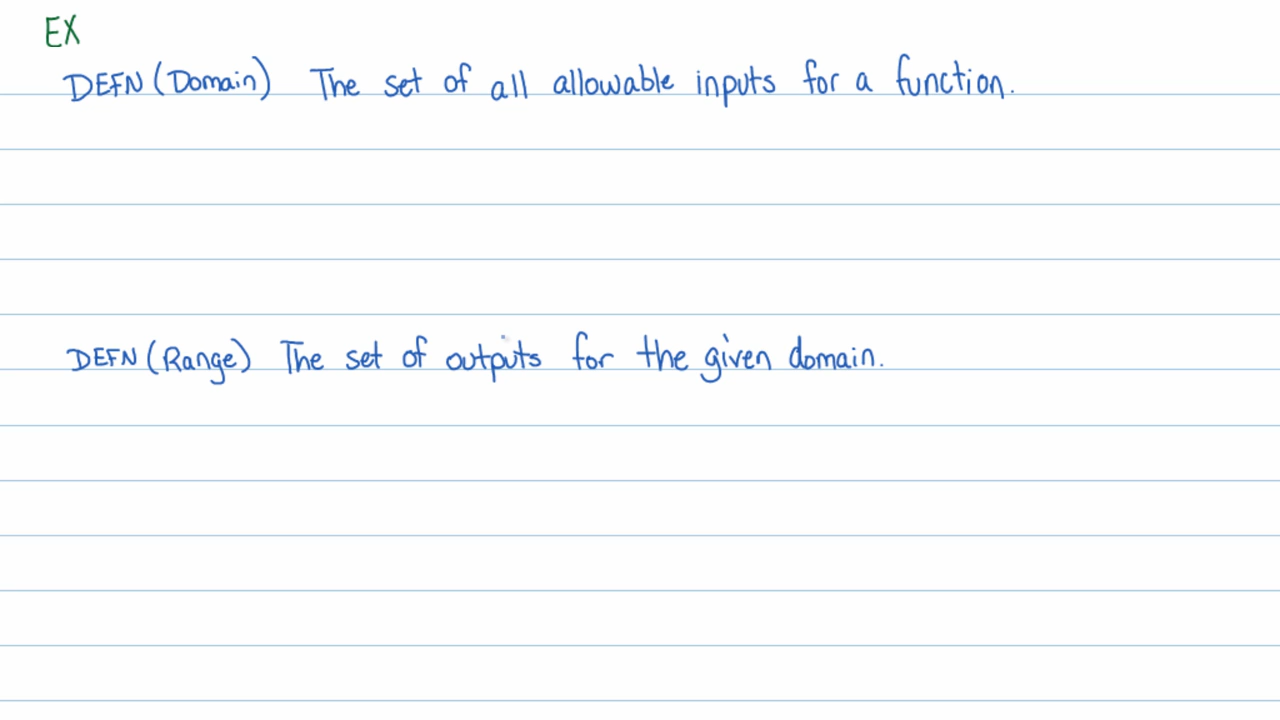 EX
DEFN (Domain) The set of all allowable inputs for a function.
DEFN (Range) The set of outputs for the given domain.